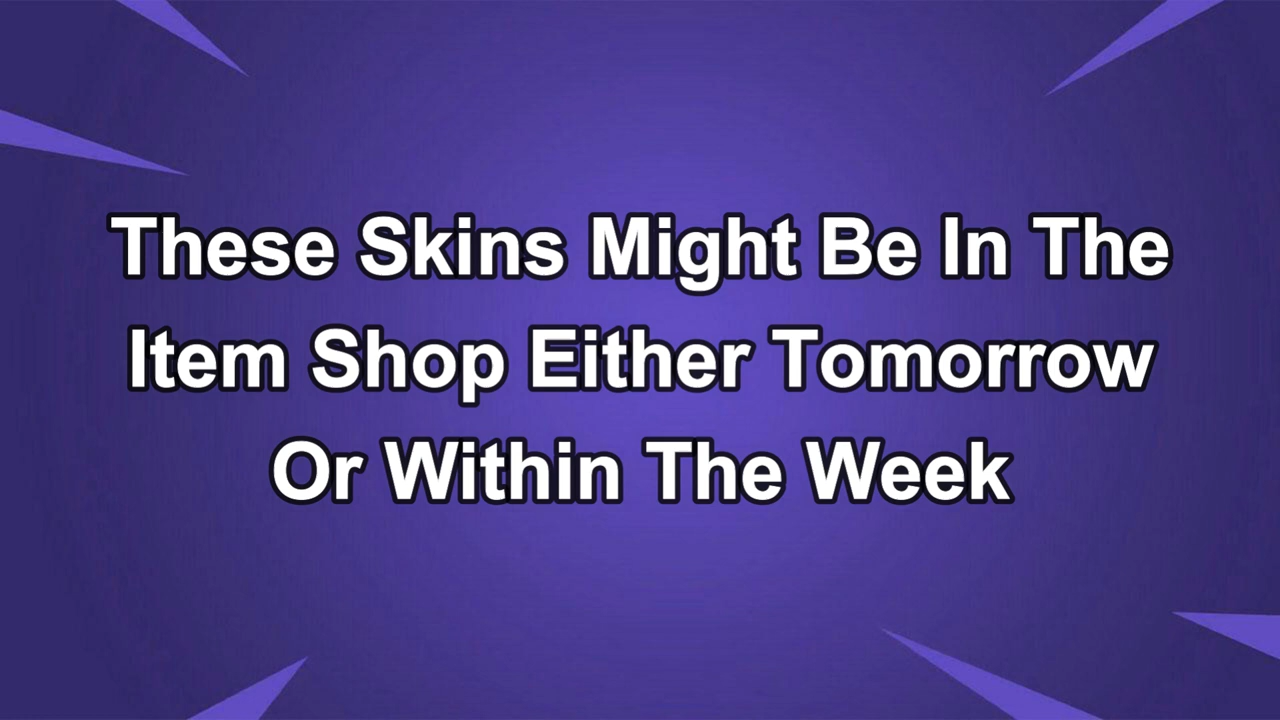 These Skins Might Be In The
Item Shop Either Tomorrow
Or Within The Week